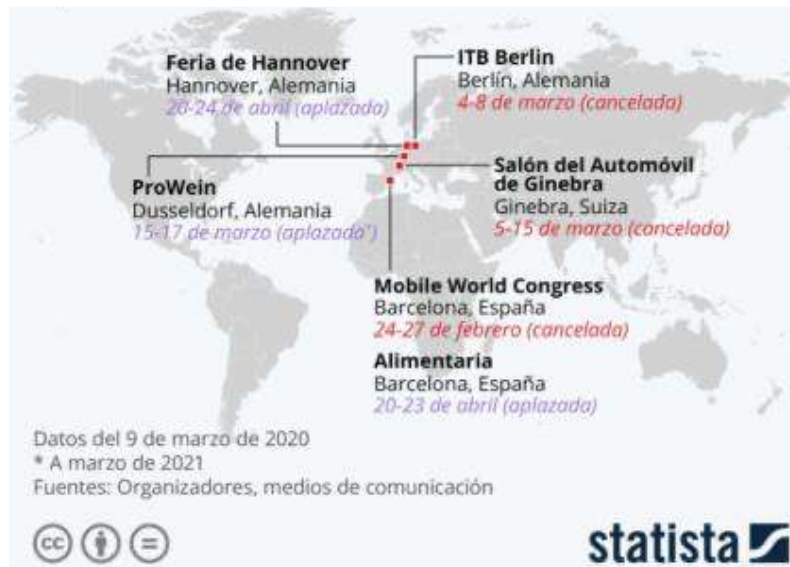 Feria de Hannover
Hannover, Alemania
20-24 de abril (aplazada)
ITB Berlin
Berlín, Alemania
4-8 de marzo (cancelada)
ProWein
Dusseldorf, Alemania
15-17 de marzo (aplazada*)
Salón del Automóvil
de Ginebra
Ginebra, Suiza
5-15 de marzo (cancelada)
Mobile World Congress
Barcelona, España
24-27 de febrero (cancelada)
Alimentaria
Barcelona, España
20-23 de abril (aplazada)
Datos del 9 de marzo de 2020
* A marzo de 2021
Fuentes: Organizadores, medios de comunicación
cc
statista